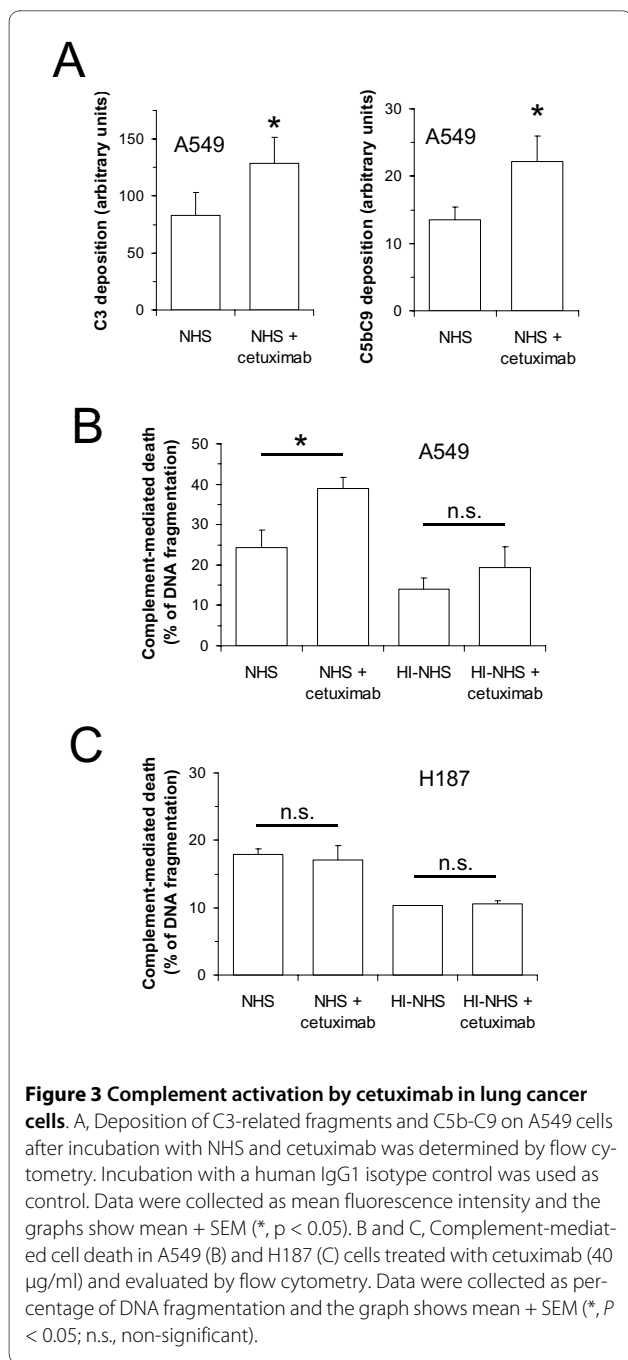 A
C3 deposition (arbitrary units)
150
100
75
50
0
A549
*
NHS
NHS +
cetuximab
C5bC9 deposition (arbitrary units)
30
20
10
0
A549
*
NHS
NHS +
cetuximab
B
Complement-mediated death
(% of DNA fragmentation)
50
40
30
20
10
0
*
A549
n.s.
NHS
NHS +
cetuximab
HI-NHS
HI-NHS +
cetuximab
C
Complement-mediated death
(% of DNA fragmentation)
30
20
10
0
H187
n.s.
n.s.
NHS
NHS +
cetuximab
HI-NHS
HI-NHS +
cetuximab
Figure 3 Complement activation by cetuximab in lung cancer
cells. A, Deposition of C3-related fragments and C5b-C9 on A549 cells
after incubation with NHS and cetuximab was determined by flow cy-
tometry. Incubation with a human IgG1 isotype control was used as
control. Data were collected as mean fluorescence intensity and the
graphs show mean + SEM (*, p < 0.05). B and C, Complement-mediat-
ed cell death in A549 (B) and H187 (C) cells treated with cetuximab (40
μg/ml) and evaluated by flow cytometry. Data were collected as per-
centage of DNA fragmentation and the graph shows mean + SEM (*, P
< 0.05; n.s., non-significant).